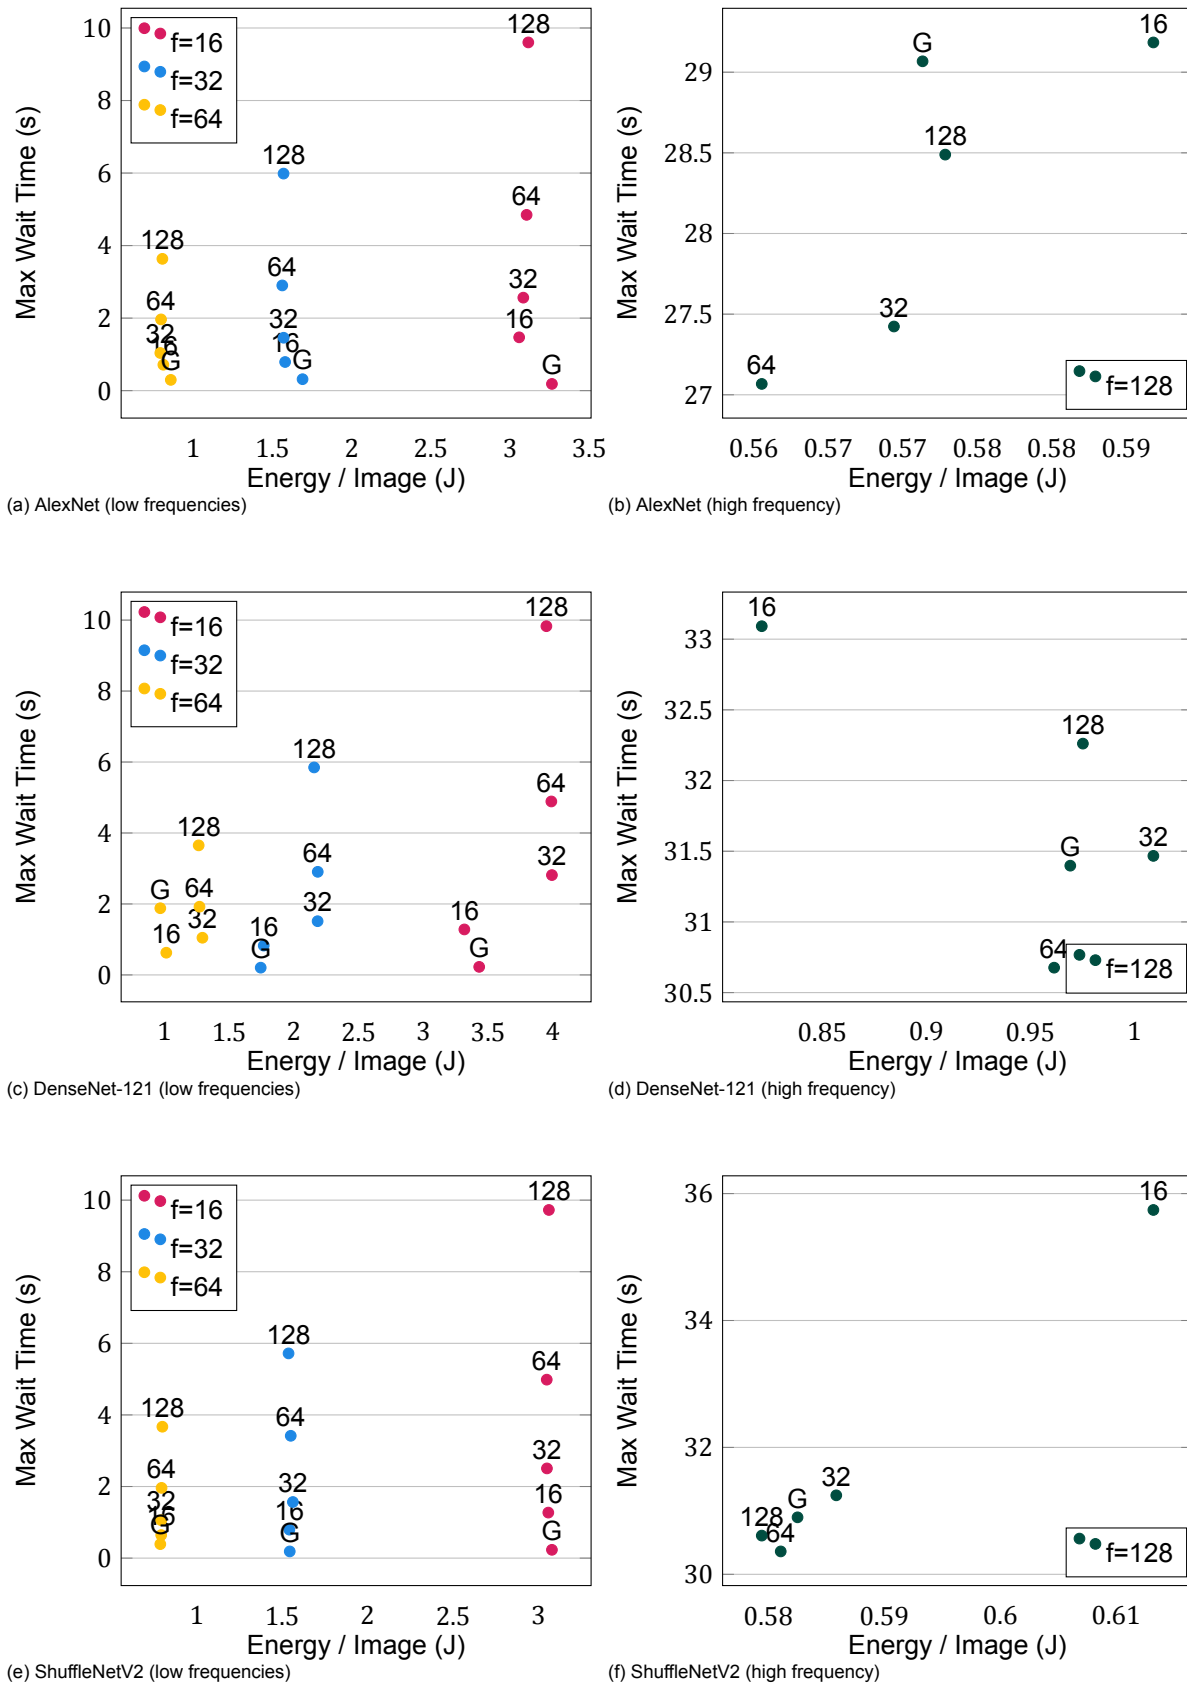 Max Wait Time (s)
10
8
6
4
2
0
f=16
f=32
f=64
128
64
32
16
G
128
64
32
16
G
128
64
32
16
G
1 1.5 2 2.5 3 3.5
Energy / Image (J)
(a) AlexNet (low frequencies)
Max Wait Time (s)
29
28.5
28
27.5
27
16
G
128
32
64
f=128
0.56 0.57 0.57 0.58 0.58 0.59
Energy / Image (J)
(b) AlexNet (high frequency)
Max Wait Time (s)
10
8
6
4
2
0
f=16
f=32
f=64
128
64
32
16
G
128
64
32
16
G
128
G
64
32
16
1 1.5 2 2.5 3 3.5 4
Energy / Image (J)
(c) DenseNet-121 (low frequencies)
Max Wait Time (s)
33
32.5
32
31.5
31
30.5
16
128
G
32
64
f=128
0.85 0.9 0.95 1
Energy / Image (J)
(d) DenseNet-121 (high frequency)
Max Wait Time (s)
10
8
6
4
2
0
f=16
f=32
f=64
128
64
32
16
G
128
64
32
16
G
128
64
32
16
G
1 1.5 2 2.5 3
Energy / Image (J)
(e) ShuffleNetV2 (low frequencies)
Max Wait Time (s)
36
34
32
30
16
32
G
128
64
f=128
0.58 0.59 0.6 0.61
Energy / Image (J)
(f) ShuffleNetV2 (high frequency)